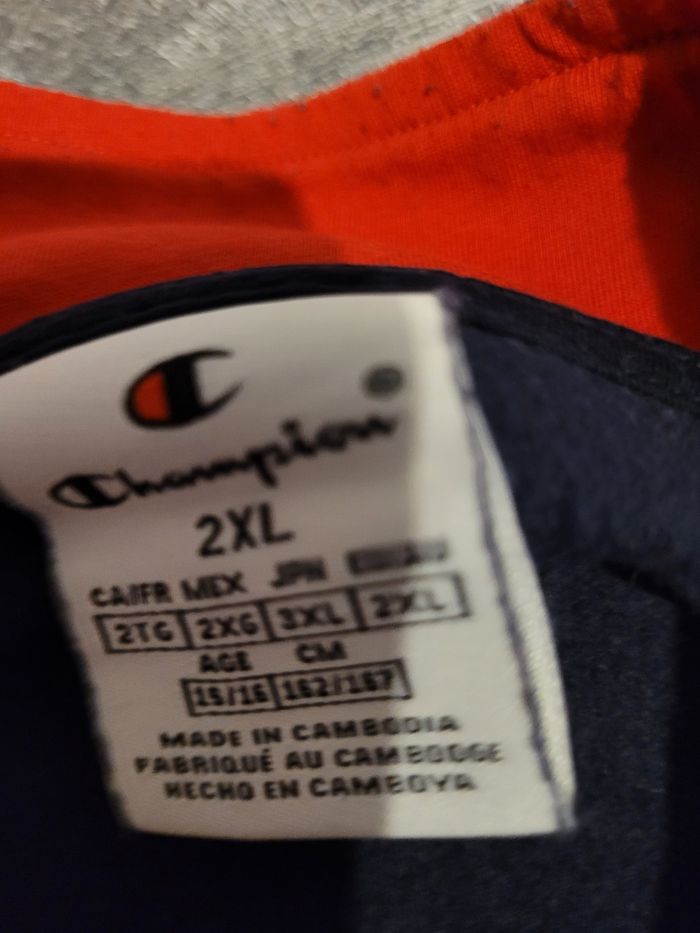 Champion
2XL
CA/FR MEX JPN
2TG 2XG 3XL 2XL
AGE CM
15/16 162/167
MADE IN CAMBODIA
FABRIQUÉ AU CAMBODGE
HECHO EN CAMBOYA